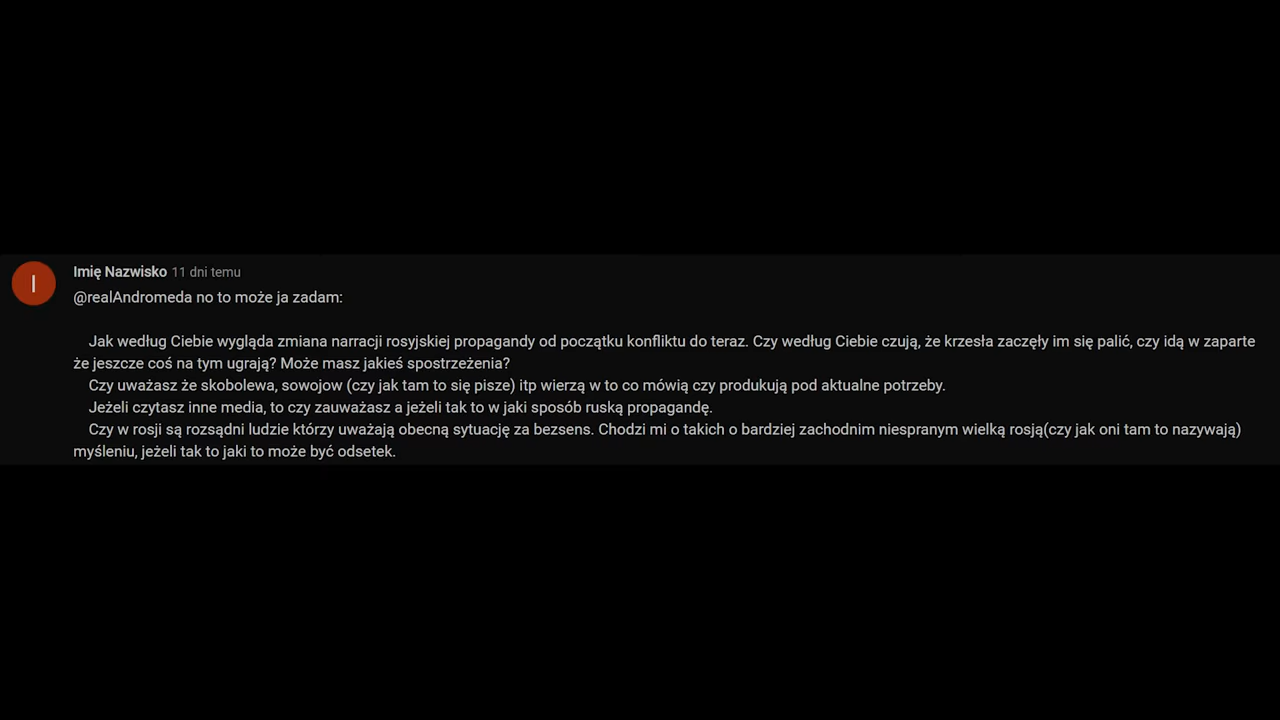 I
Imię Nazwisko 11 dni temu
@realAndromeda no to może ja zadam:
Jak według Ciebie wygląda zmiana narracji rosyjskiej propagandy od początku konfliktu do teraz. Czy według Ciebie czują, że krzesła zaczęły im się palić, czy idą w zaparte
że jeszcze coś na tym ugrają? Może masz jakieś spostrzeżenia?
Czy uważasz że skobolewa, sowojow (czy jak tam to się pisze) itp wierzą w to co mówią czy produkują pod aktualne potrzeby.
Jeżeli czytasz inne media, to czy zauważasz a jeżeli tak to w jaki sposób ruską propagandę.
Czy w rosji są rozsądni ludzie którzy uważają obecną sytuację za bezsens. Chodzi mi o takich o bardziej zachodnim niespranym wielką rosją(czy jak oni tam to nazywają)
myśleniu, jeżeli tak to jaki to może być odsetek.